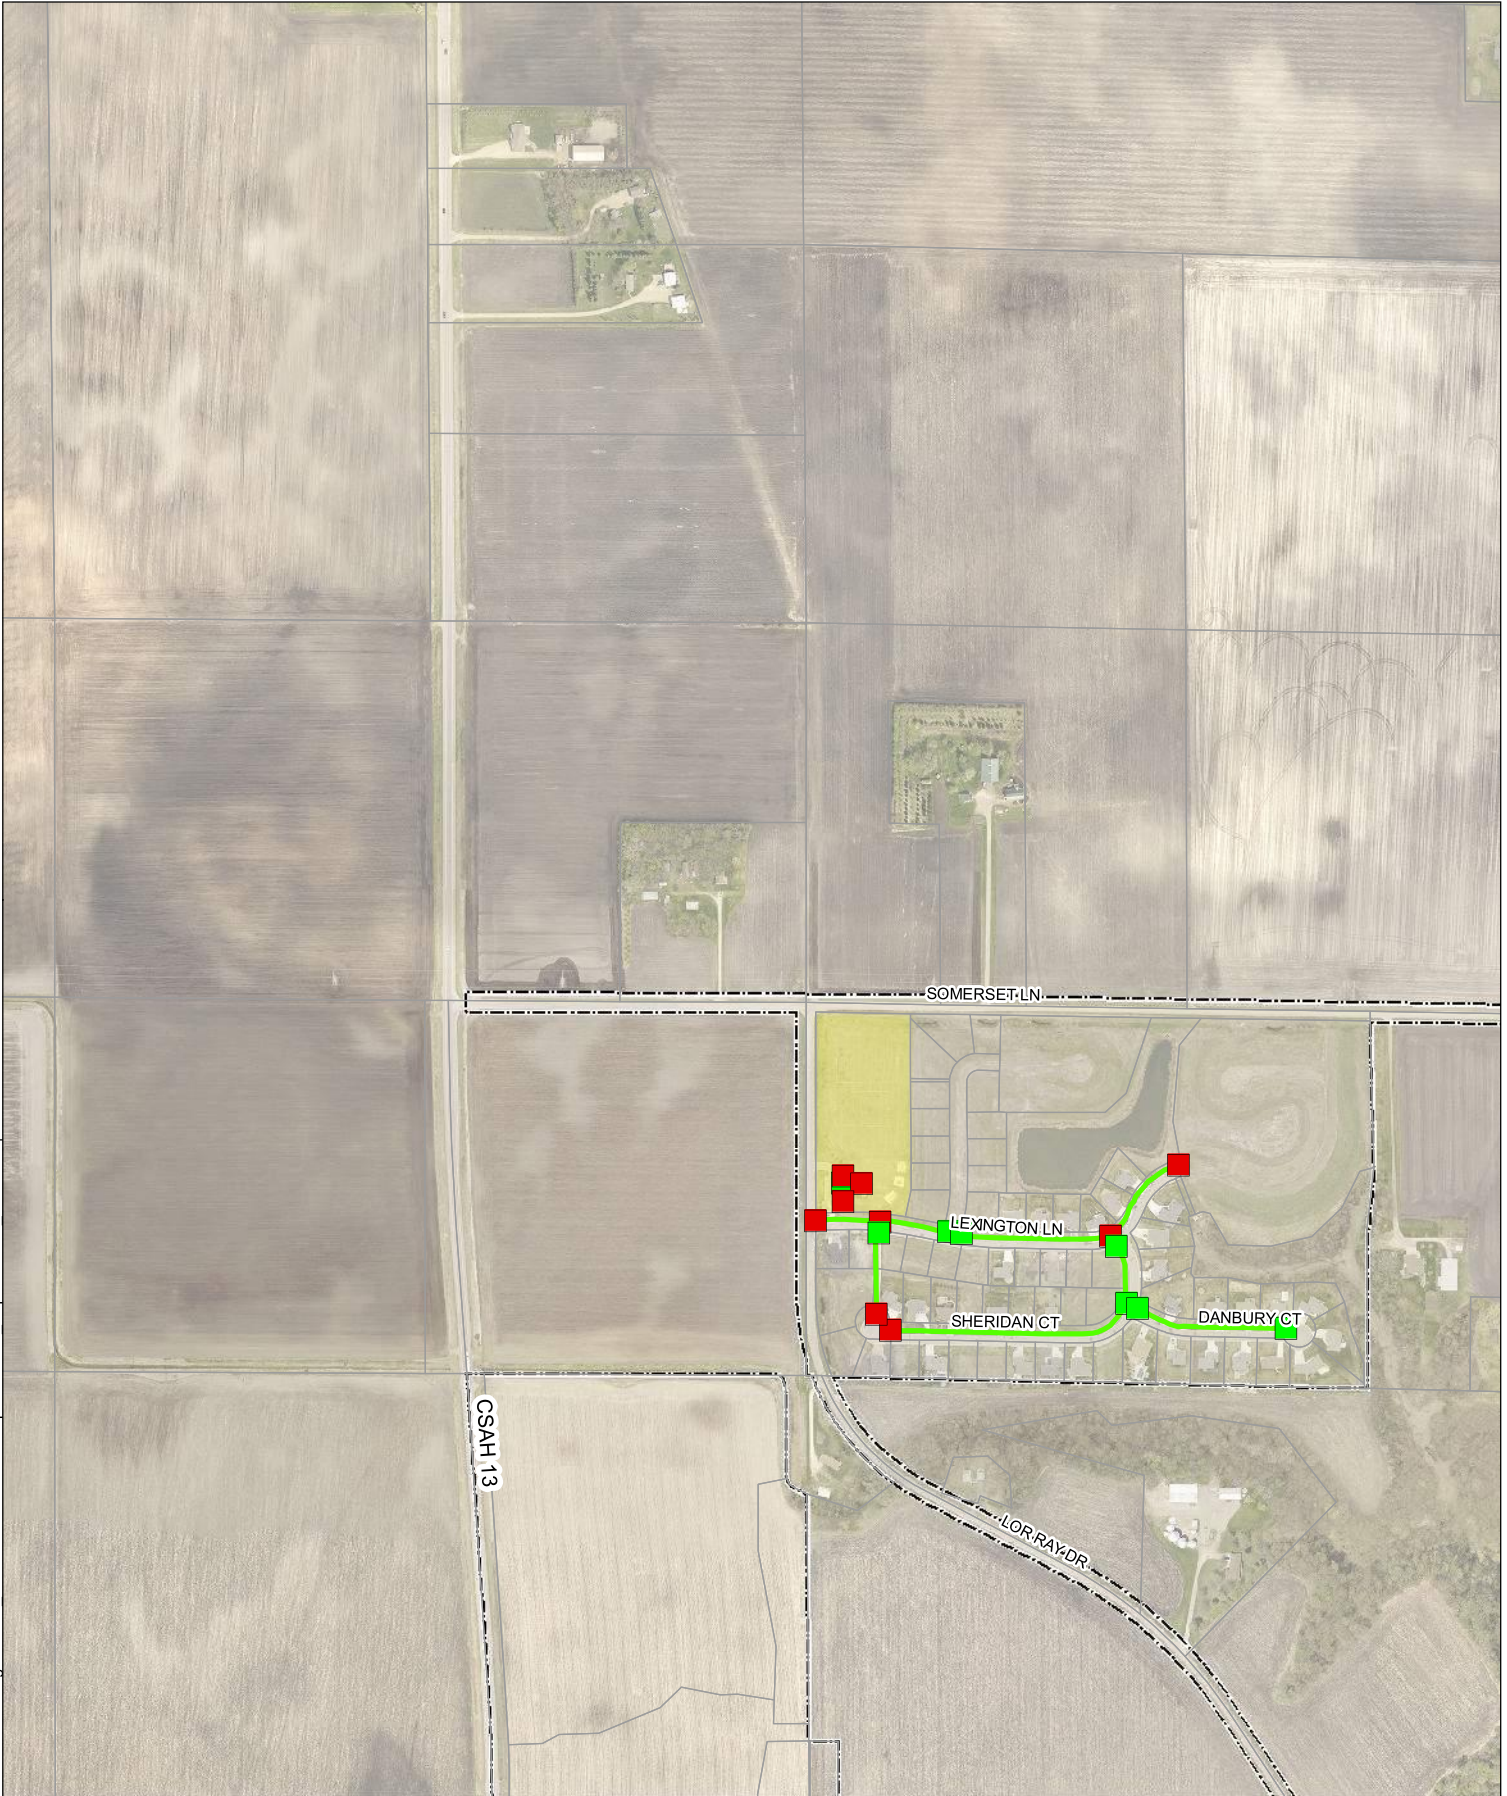 SOMERSET LN
LEXINGTON LN
SHERIDAN CT
DANBURY CT
CSAH 13
LOR RAY DR